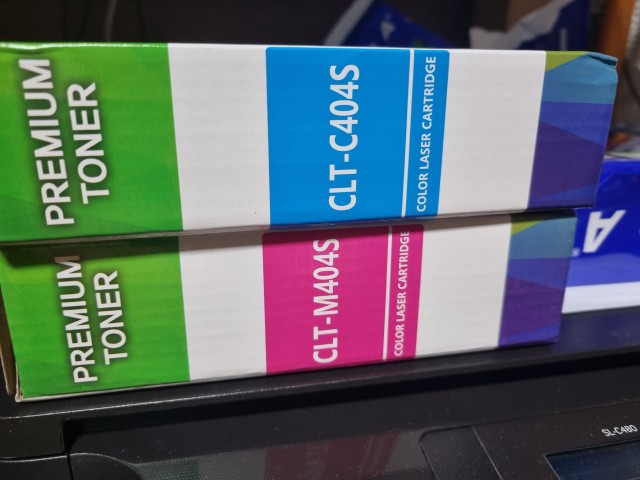 PREMIUM
TONER
CLT-C404S
COLOR LASER CARTRIDGE
PREMIUM
TONER
CLT-M404S
COLOR LASER CARTRIDGE
A
SL-C480